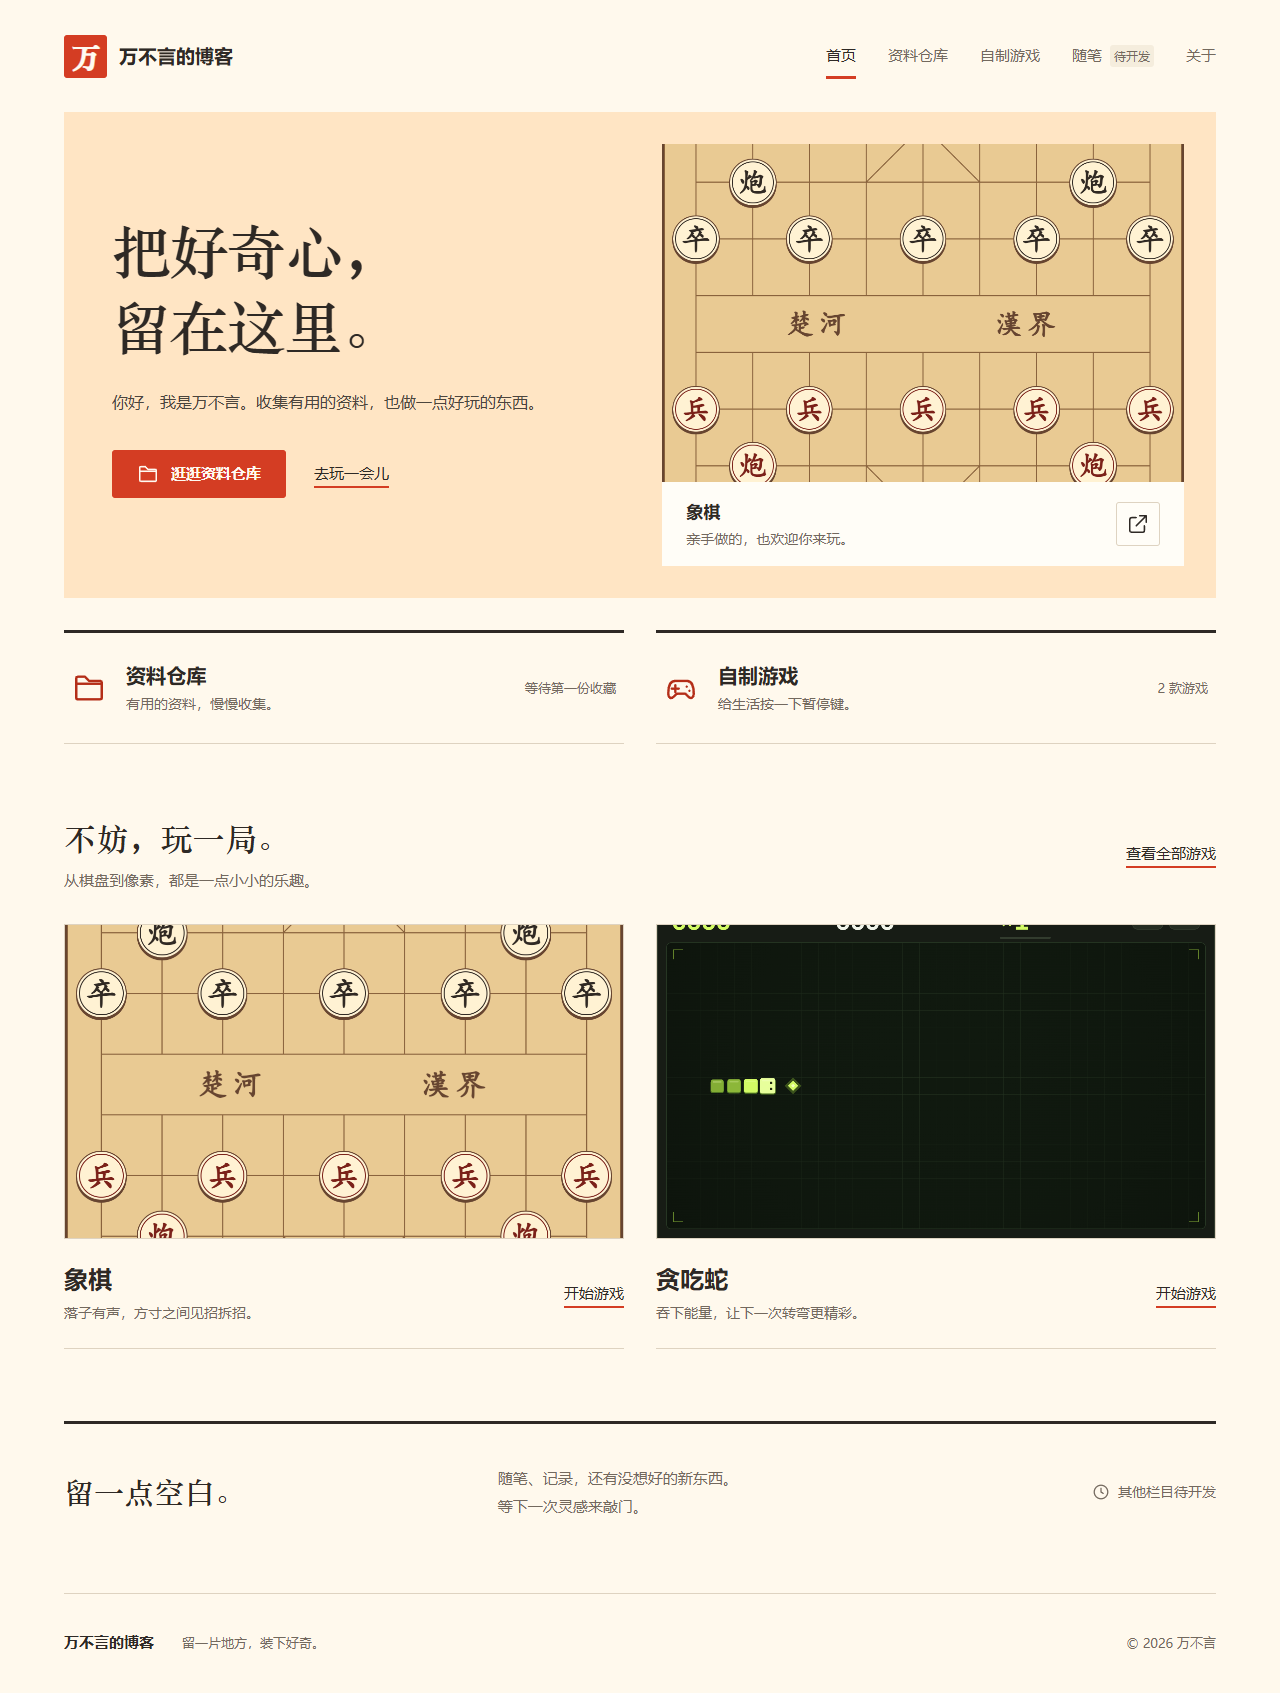 万 万不言的博客
首页 资料仓库 自制游戏 随笔 待开发 关于
把好奇心，
留在这里。
你好，我是万不言。收集有用的资料，也做一点好玩的东西。
逛逛资料仓库 去玩一会儿
炮 炮
卒 卒 卒 卒 卒
楚河 漢界
兵 兵 兵 兵 兵
炮 炮
象棋
亲手做的，也欢迎你来玩。
资料仓库
有用的资料，慢慢收集。
等待第一份收藏
自制游戏
给生活按一下暂停键。
2 款游戏
不妨，玩一局。
从棋盘到像素，都是一点小小的乐趣。
查看全部游戏
炮 炮
卒 卒 卒 卒 卒
楚河 漢界
兵 兵 兵 兵 兵
炮 炮
象棋
落子有声，方寸之间见招拆招。
开始游戏
贪吃蛇
吞下能量，让下一次转弯更精彩。
开始游戏
留一点空白。
随笔、记录，还有没想好的新东西。
等下一次灵感来敲门。
其他栏目待开发
万不言的博客 留一片地方，装下好奇。
© 2026 万不言